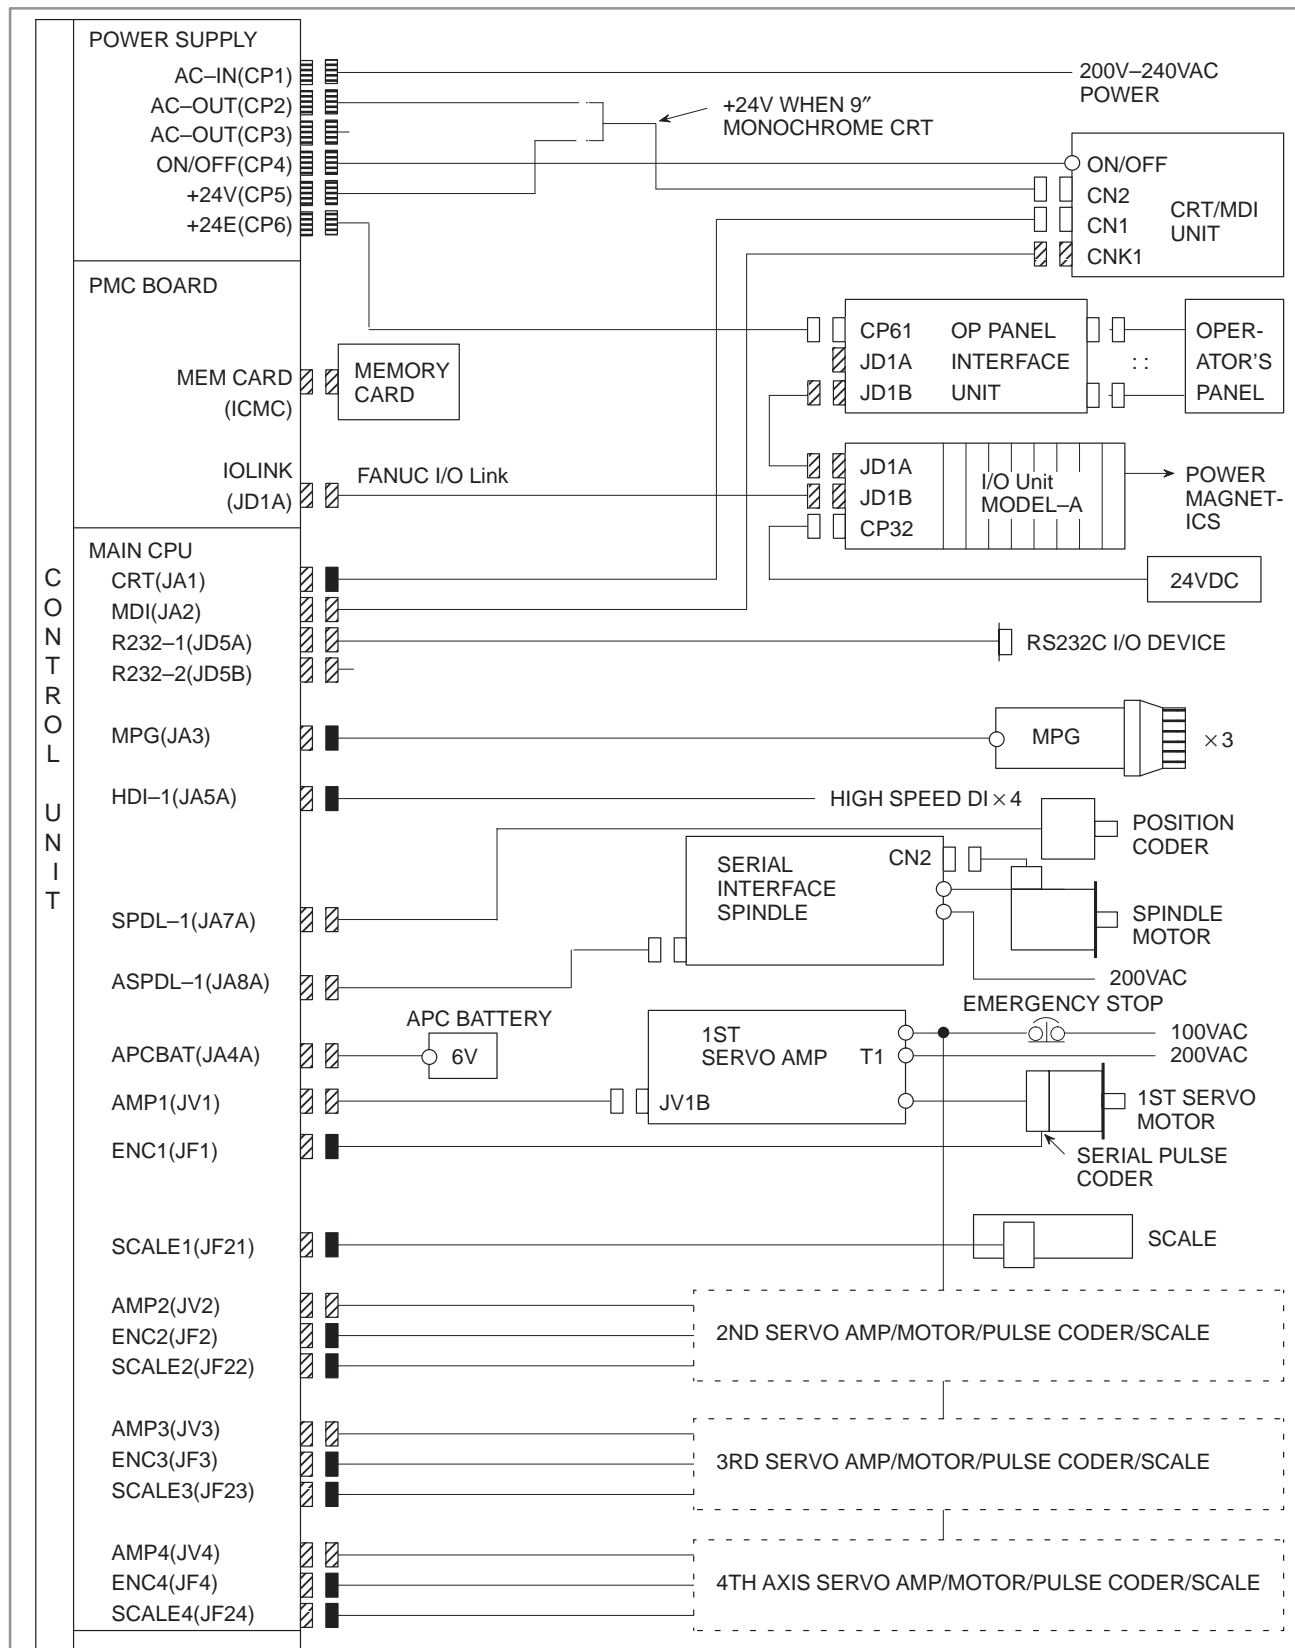 POWER SUPPLY
AC–IN(CP1)
200V–240VAC
POWER
AC–OUT(CP2)
+24V WHEN 9″
MONOCHROME CRT
AC–OUT(CP3)
ON/OFF(CP4)
ON/OFF
+24V(CP5)
CN2
CRT/MDI
UNIT
+24E(CP6)
CN1
CNK1
PMC BOARD
CP61
OP PANEL
INTERFACE
UNIT
JD1A
JD1B
: :
OPER-
ATOR'S
PANEL
MEM CARD
(ICMC)
MEMORY
CARD
IOLINK
(JD1A)
FANUC I/O Link
JD1A
JD1B
CP32
I/O Unit
MODEL–A
POWER
MAGNET-
ICS
24VDC
CONTROL UNIT
MAIN CPU
CRT(JA1)
MDI(JA2)
R232–1(JD5A)
RS232C I/O DEVICE
R232–2(JD5B)
MPG(JA3)
MPG
×3
HDI–1(JA5A)
HIGH SPEED DI×4
POSITION
CODER
SERIAL
INTERFACE
SPINDLE
CN2
SPDL–1(JA7A)
SPINDLE
MOTOR
ASPDL–1(JA8A)
200VAC
EMERGENCY STOP
APC BATTERY
APCBAT(JA4A)
6V
1ST
SERVO AMP
T1
100VAC
200VAC
AMP1(JV1)
JV1B
1ST SERVO
MOTOR
ENC1(JF1)
SERIAL PULSE
CODER
SCALE1(JF21)
SCALE
AMP2(JV2)
ENC2(JF2)
2ND SERVO AMP/MOTOR/PULSE CODER/SCALE
SCALE2(JF22)
AMP3(JV3)
ENC3(JF3)
3RD SERVO AMP/MOTOR/PULSE CODER/SCALE
SCALE3(JF23)
AMP4(JV4)
ENC4(JF4)
4TH AXIS SERVO AMP/MOTOR/PULSE CODER/SCALE
SCALE4(JF24)